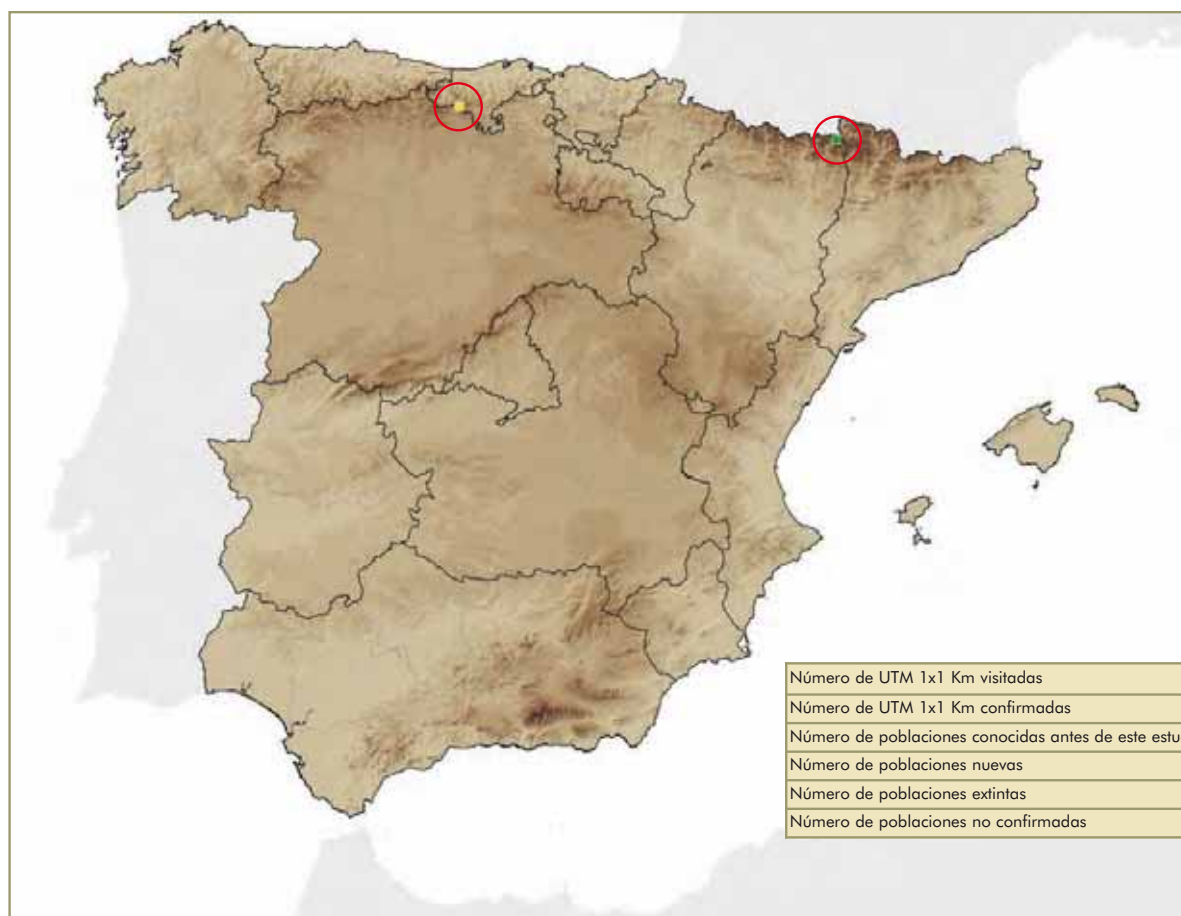 Número de UTM 1x1 Km visitadas
Número de UTM 1x1 Km confirmadas
Número de poblaciones conocidas antes de este estu
Número de poblaciones nuevas
Número de poblaciones extintas
Número de poblaciones no confirmadas